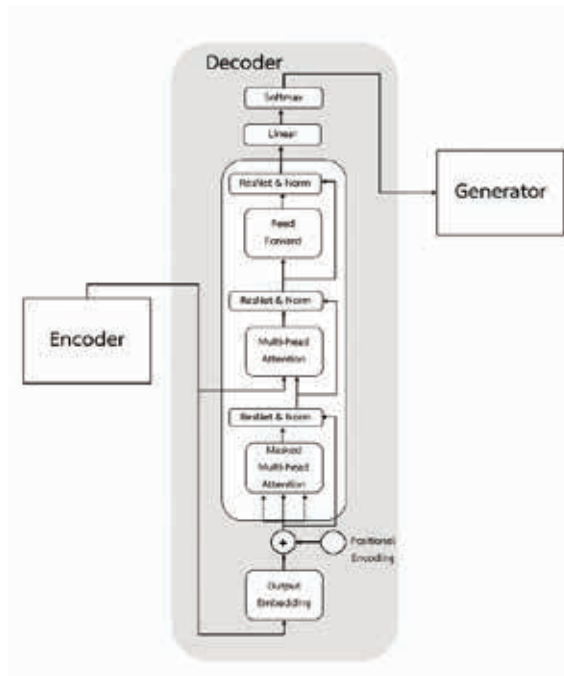 Decoder
Softmax
Linear
ResNet & Norm
Feed
Forward
Generator
ResNet & Norm
Encoder
Multi-head
Attention
ResNet & Norm
Masked
Multi-head
Attention
+
Positional
Encoding
Output
Embedding